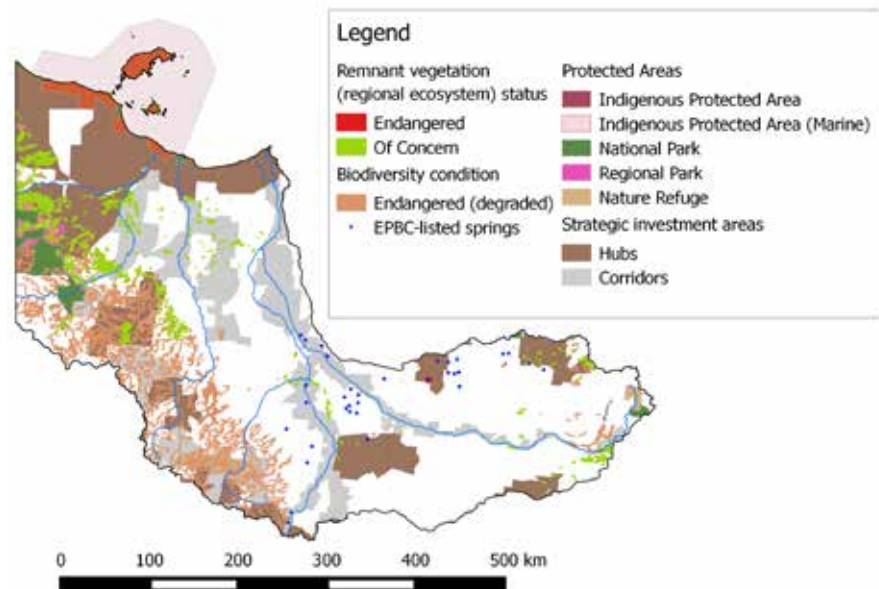 Legend
Remnant vegetation
(regional ecosystem) status
Endangered
Of Concern
Biodiversity condition
Endangered (degraded)
EPBC-listed springs
Protected Areas
Indigenous Protected Area
Indigenous Protected Area (Marine)
National Park
Regional Park
Nature Refuge
Strategic investment areas
Hubs
Corridors
0 100 200 300 400 500 km